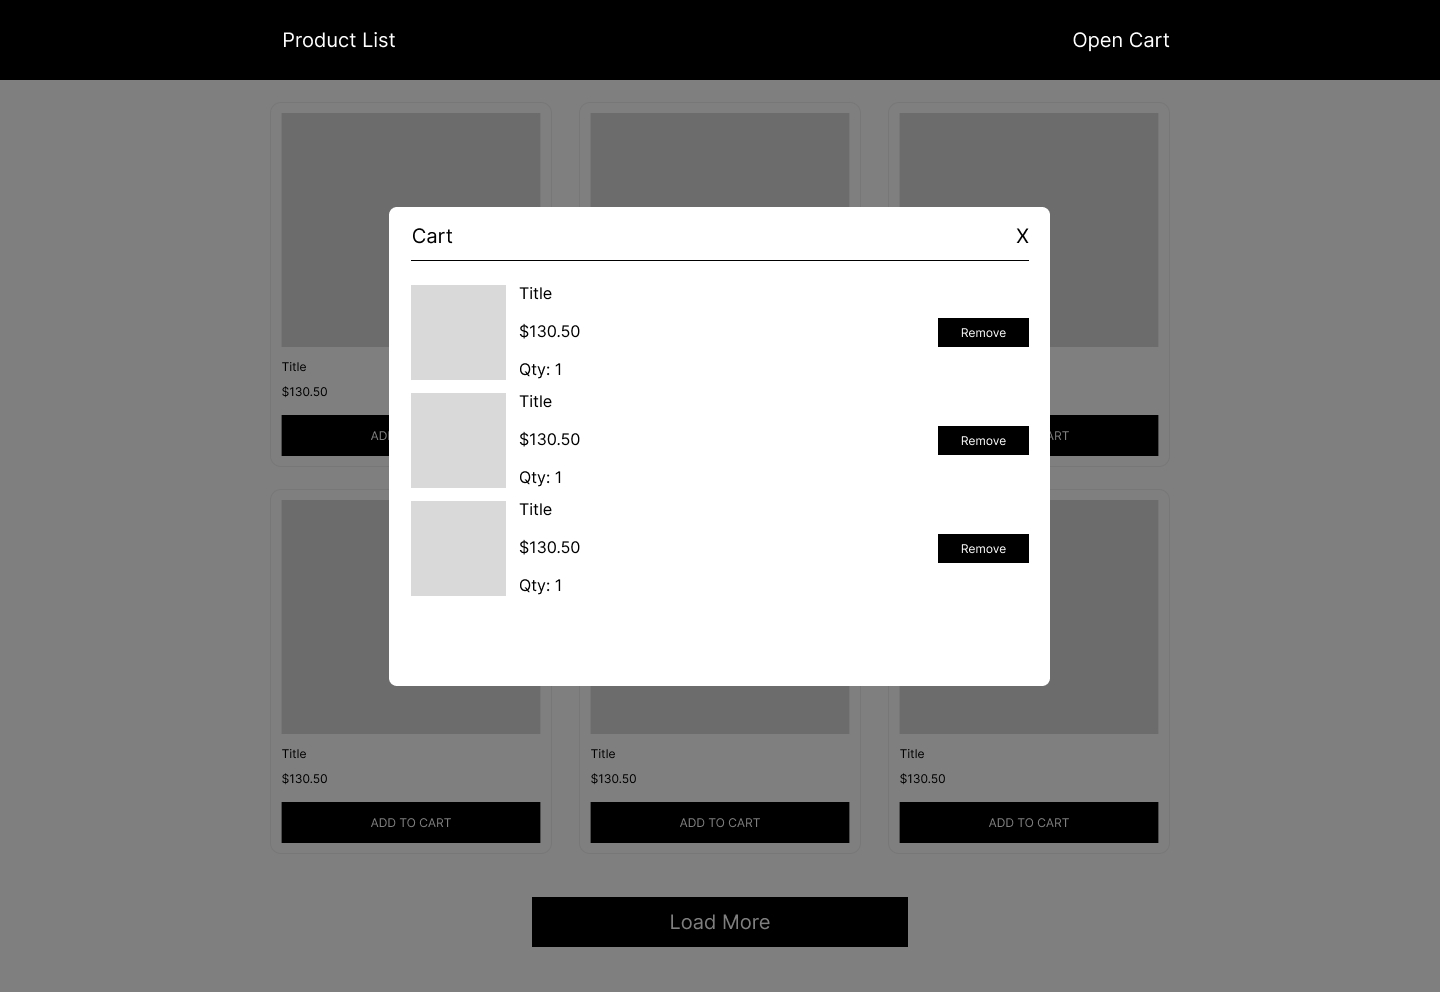 Product List
Open Cart
Cart
X
Title
$130.50
Qty: 1
Remove
Title
$130.50
Qty: 1
Remove
Title
$130.50
Qty: 1
Remove
Title
$130.50
Title
$130.50
ADD TO CART
Title
$130.50
ADD TO CART
Title
$130.50
ADD TO CART
Load More